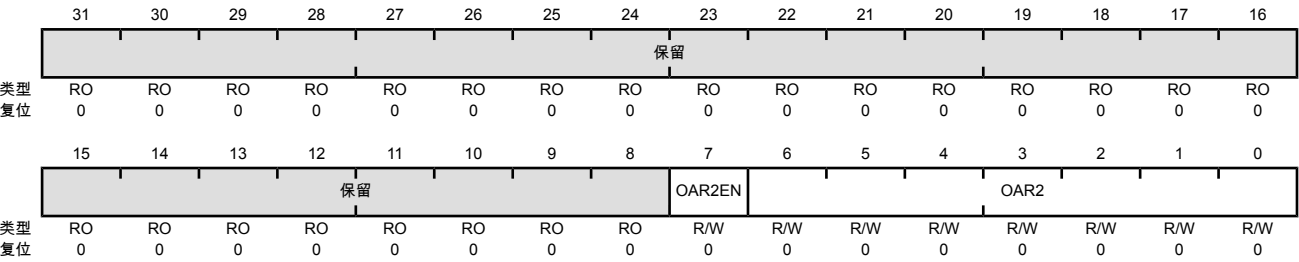 31 30 29 28 27 26 25 24 23 22 21 20 19 18 17 16
保留
类型 RO RO RO RO RO RO RO RO RO RO RO RO RO RO RO RO
复位 0 0 0 0 0 0 0 0 0 0 0 0 0 0 0 0
15 14 13 12 11 10 9 8 7 6 5 4 3 2 1 0
保留 OAR2EN OAR2
类型 RO RO RO RO RO RO RO RO R/W R/W R/W R/W R/W R/W R/W R/W
复位 0 0 0 0 0 0 0 0 0 0 0 0 0 0 0 0